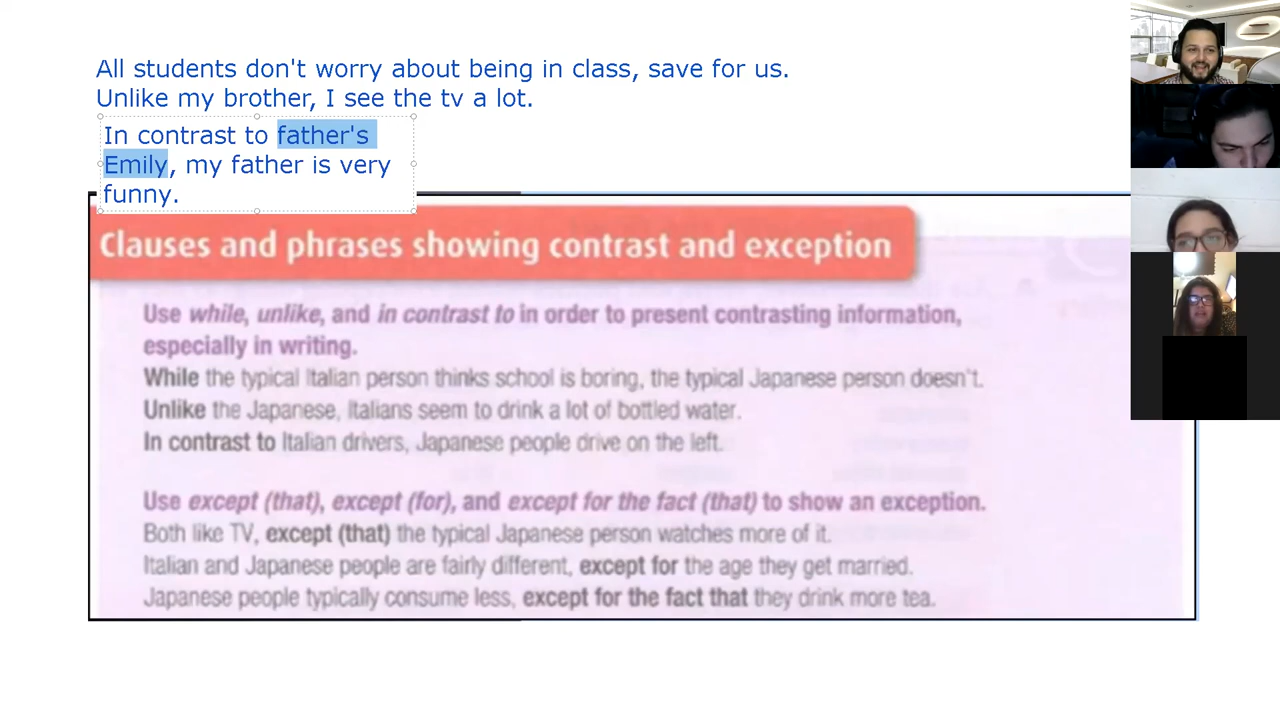 All students don't worry about being in class, save for us.
Unlike my brother, I see the tv a lot.
In contrast to father's
Emily, my father is very
funny.
Clauses and phrases showing contrast and exception
Use while, unlike, and in contrast to in order to present contrasting information,
especially in writing.
While the typical Italian person thinks school is boring, the typical Japanese person doesn't.
Unlike the Japanese, Italians seem to drink a lot of bottled water.
In contrast to Italian drivers, Japanese people drive on the left.
Use except (that), except (for), and except for the fact (that) to show an exception.
Both like TV, except (that) the typical Japanese person watches more of it.
Italian and Japanese people are fairly different, except for the age they get married.
Japanese people typically consume less, except for the fact that they drink more tea.